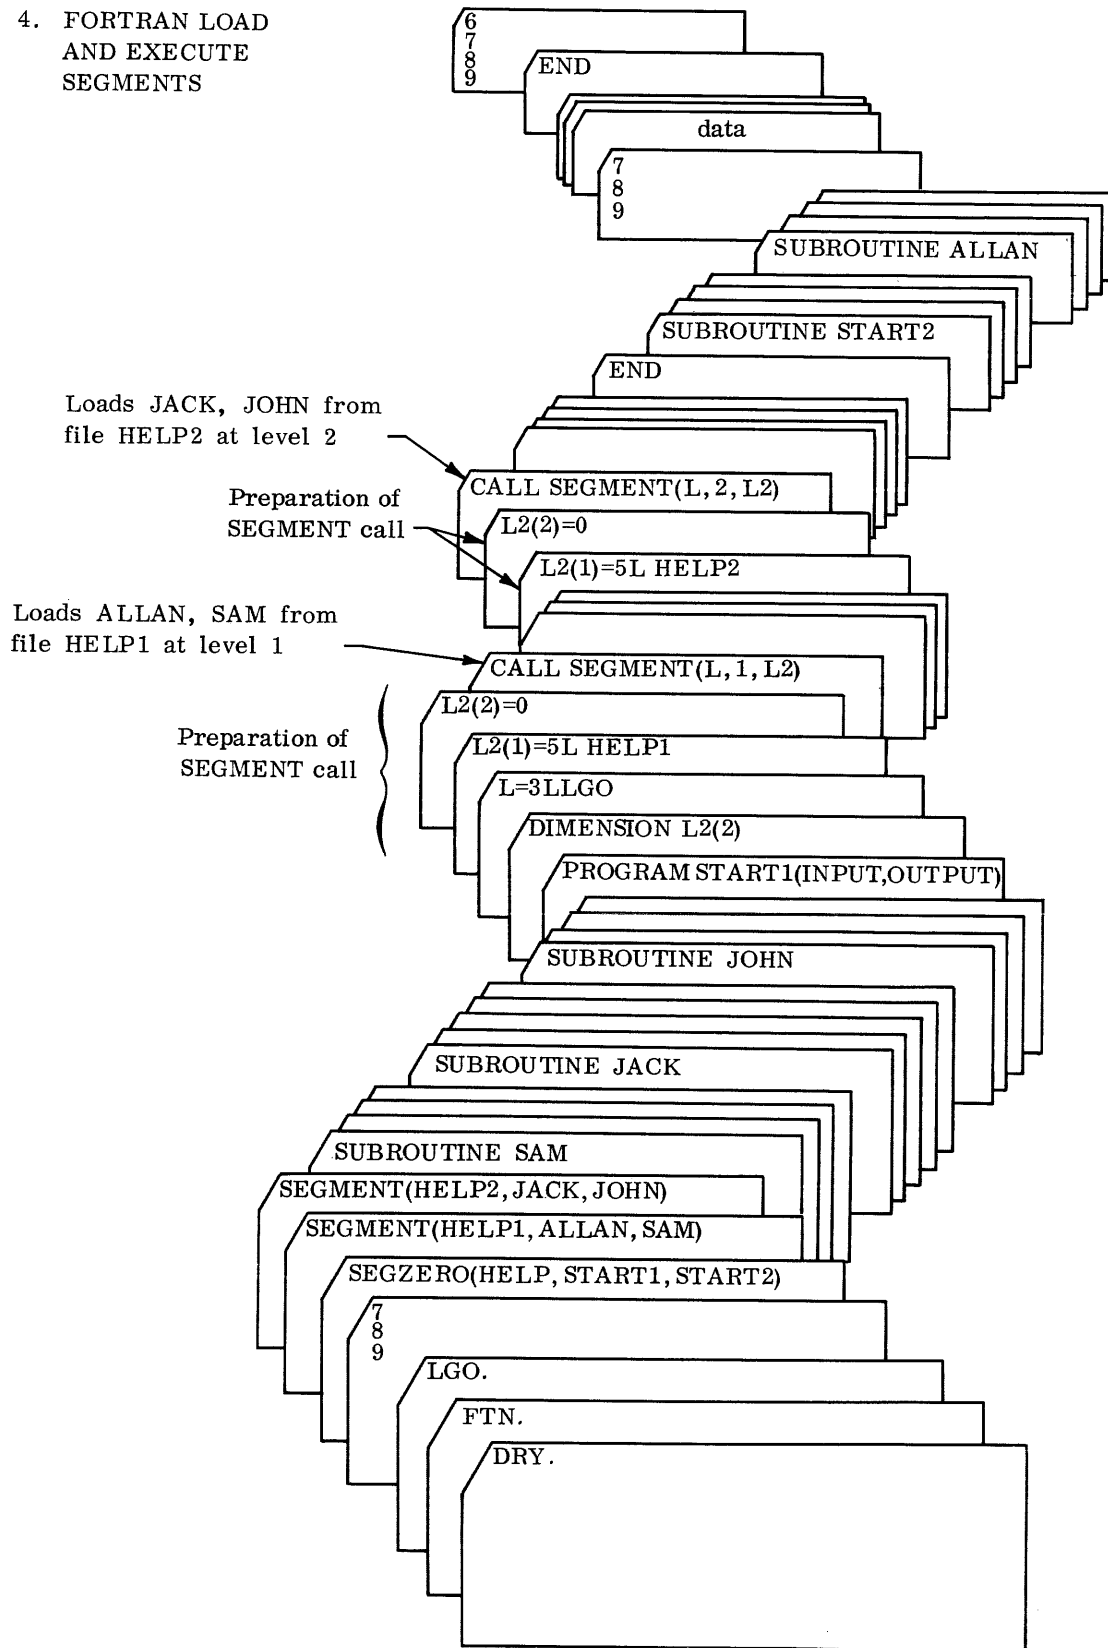 4. FORTRAN LOAD
AND EXECUTE
SEGMENTS
6
7
8
9
END
data
7
8
9
SUBROUTINE ALLAN
SUBROUTINE START2
END
Loads JACK, JOHN from
file HELP2 at level 2
CALL SEGMENT(L, 2, L2)
Preparation of
SEGMENT call
L2(2)=0
L2(1)=5L HELP2
Loads ALLAN, SAM from
file HELP1 at level 1
CALL SEGMENT(L, 1, L2)
L2(2)=0
Preparation of
SEGMENT call
L2(1)=5L HELP1
L=3LLGO
DIMENSION L2(2)
PROGRAM START1(INPUT,OUTPUT)
SUBROUTINE JOHN
SUBROUTINE JACK
SUBROUTINE SAM
SEGMENT(HELP2, JACK, JOHN)
SEGMENT(HELP1, ALLAN, SAM)
SEGZERO(HELP, START1, START2)
7
8
9
LGO.
FTN.
DRY.